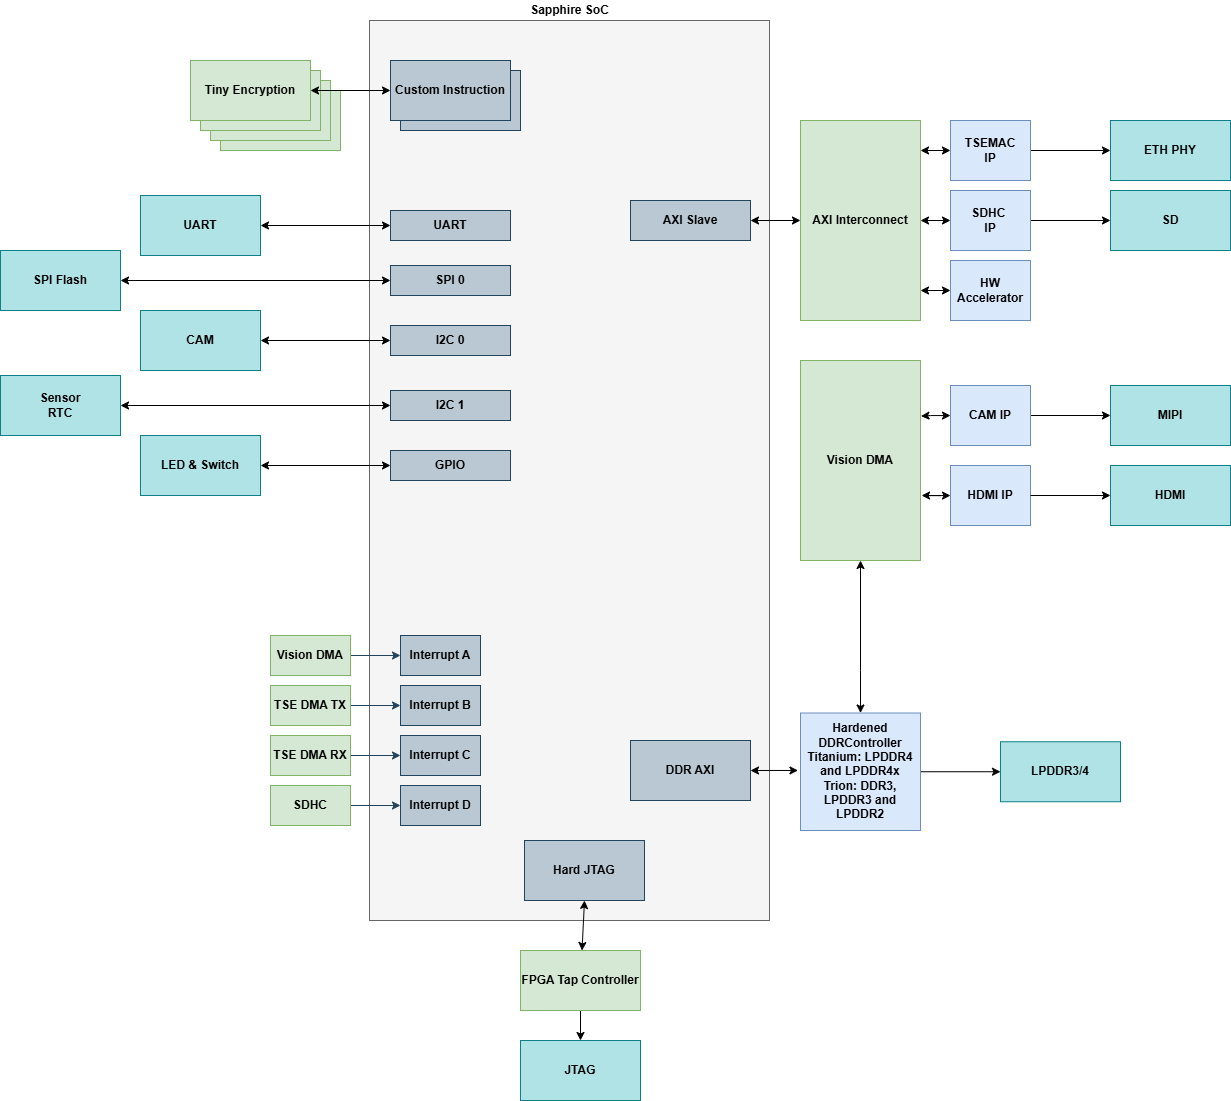 Sapphire SoC
Tiny Encryption
Custom Instruction
UART
UART
SPI Flash
SPI 0
CAM
I2C 0
Sensor
RTC
I2C 1
LED & Switch
GPIO
AXI Slave
AXI Interconnect
TSEMAC
IP
ETH PHY
SDHC
IP
SD
HW
Accelerator
Vision DMA
CAM IP
MIPI
HDMI IP
HDMI
Vision DMA
Interrupt A
TSE DMA TX
Interrupt B
TSE DMA RX
Interrupt C
SDHC
Interrupt D
DDR AXI
Hardened
DDRController
Titanium: LPDDR4
and LPDDR4x
Trion: DDR3,
LPDDR3 and
LPDDR2
LPDDR3/4
Hard JTAG
FPGA Tap Controller
JTAG